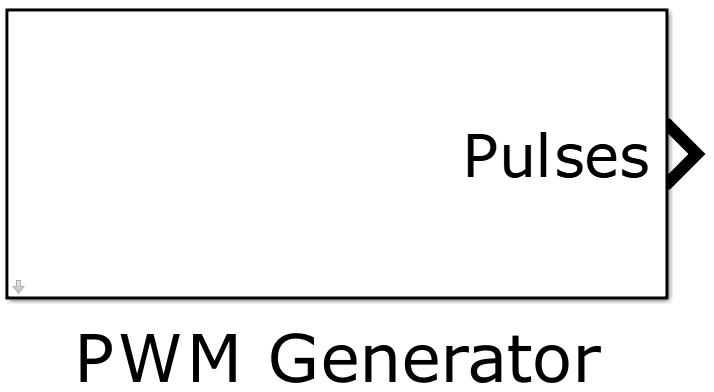 Pulses
PWM Generator